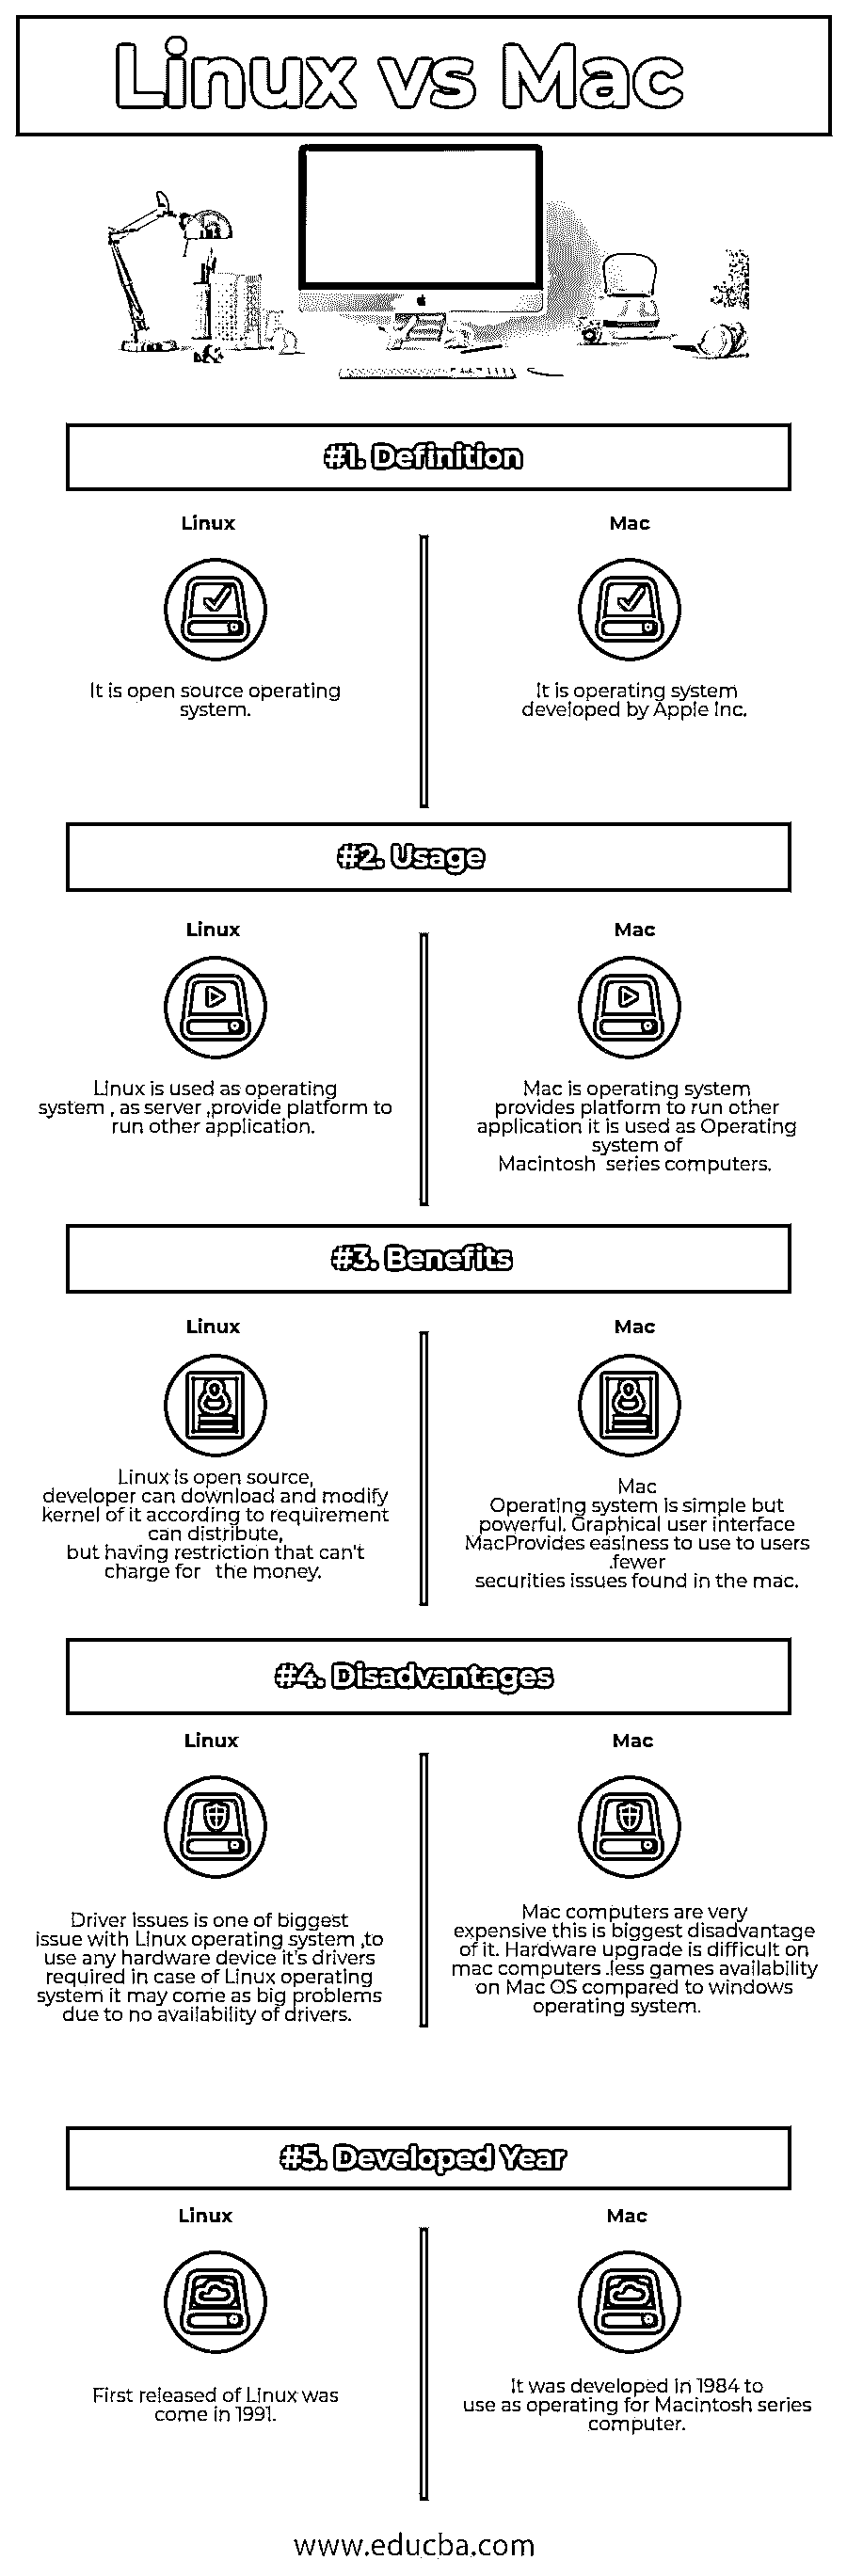 Linux vs Mac
#1. Definition
Linux
It is open source operating
system.
Mac
It is operating system
developed by Apple Inc.
#2. Usage
Linux
Linux is used as operating
system , as server ,provide platform to
run other application.
Mac
Mac is operating system
provides platform to run other
application it is used as Operating
system of
Macintosh series computers.
#3. Benefits
Linux
Linux is open source,
developer can download and modify
kernel of it according to requirement
can distribute,
but having restriction that can't
charge for the money.
Mac
Mac
Operating system is simple but
powerful. Graphical user interface
MacProvides easiness to use to users
.fewer
securities issues found in the mac.
#4. Disadvantages
Linux
Driver issues is one of biggest
issue with Linux operating system ,to
use any hardware device it's drivers
required in case of Linux operating
system it may come as big problems
due to no availability of drivers.
Mac
Mac computers are very
expensive this is biggest disadvantage
of it. Hardware upgrade is difficult on
mac computers .less games availability
on Mac OS compared to windows
operating system.
#5. Developed Year
Linux
First released of Linux was
come in 1991.
Mac
It was developed in 1984 to
use as operating for Macintosh series
computer.
www.educba.com